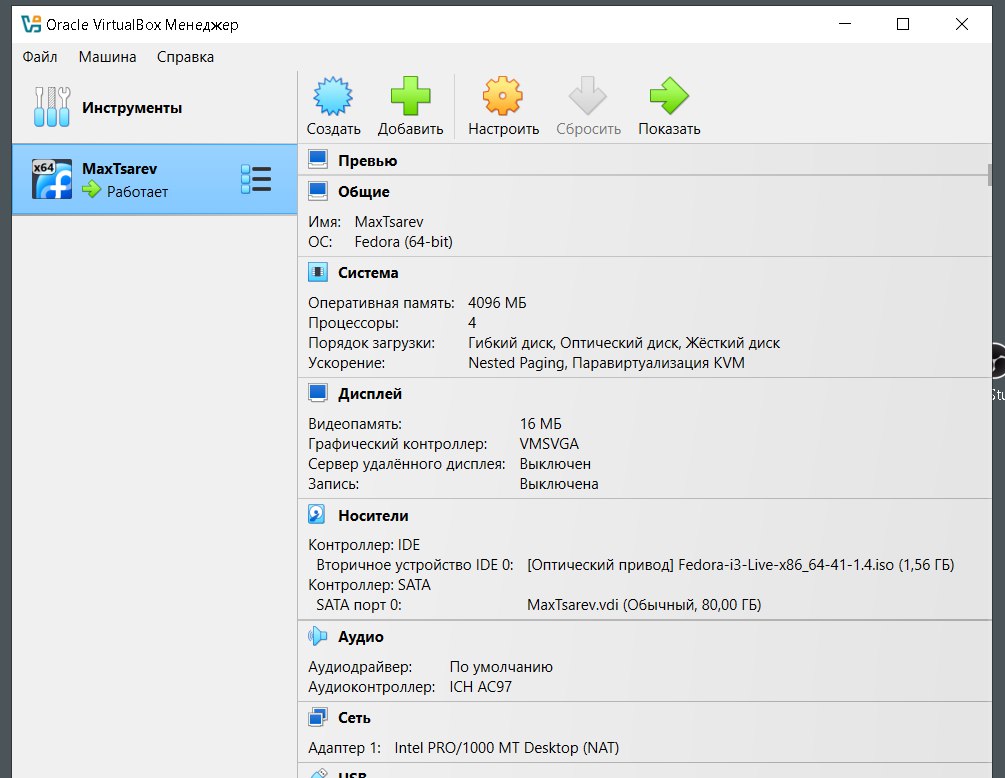 Oracle VirtualBox Менеджер
Файл Машина Справка
Инструменты
Создать Добавить Настроить Сбросить Показать
x64
MaxTsarev
Работает
Превью
Общие
Имя: MaxTsarev
ОС: Fedora (64-bit)
Система
Оперативная память: 4096 МБ
Процессоры: 4
Порядок загрузки: Гибкий диск, Оптический диск, Жёсткий диск
Ускорение: Nested Paging, Паравиртуализация KVM
Дисплей
Видеопамять: 16 МБ
Графический контроллер: VMSVGA
Сервер удалённого дисплея: Выключен
Запись: Выключена
Носители
Контроллер: IDE
Вторичное устройство IDE 0: [Оптический привод] Fedora-i3-Live-x86_64-41-1.4.iso (1,56 ГБ)
Контроллер: SATA
SATA порт 0: MaxTsarev.vdi (Обычный, 80,00 ГБ)
Аудио
Аудиодрайвер: По умолчанию
Аудиоконтроллер: ICH AC97
Сеть
Адаптер 1: Intel PRO/1000 MT Desktop (NAT)
USB